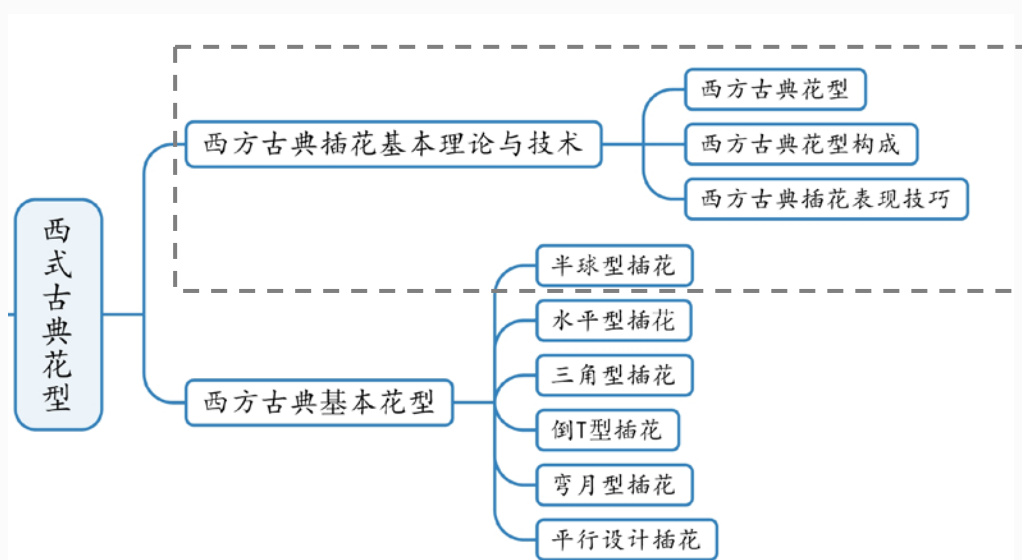 西式古典花型
西方古典插花基本理论与技术
西方古典花型
西方古典花型构成
西方古典插花表现技巧
西方古典基本花型
半球型插花
水平型插花
三角型插花
倒T型插花
弯月型插花
平行设计插花